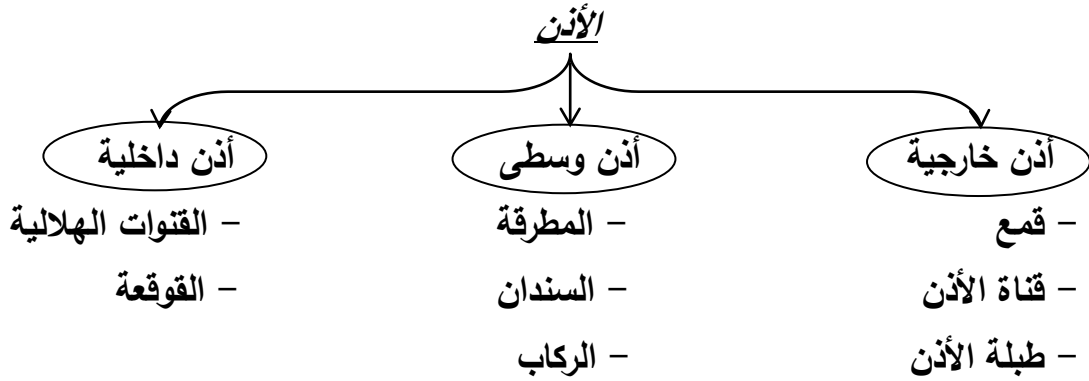 الأذن
أذن خارجية
– قمع
– قناة الأذن
– طبلة الأذن
أذن وسطى
– المطرقة
– السندان
– الركاب
أذن داخلية
– القنوات الهلالية
– القوقعة